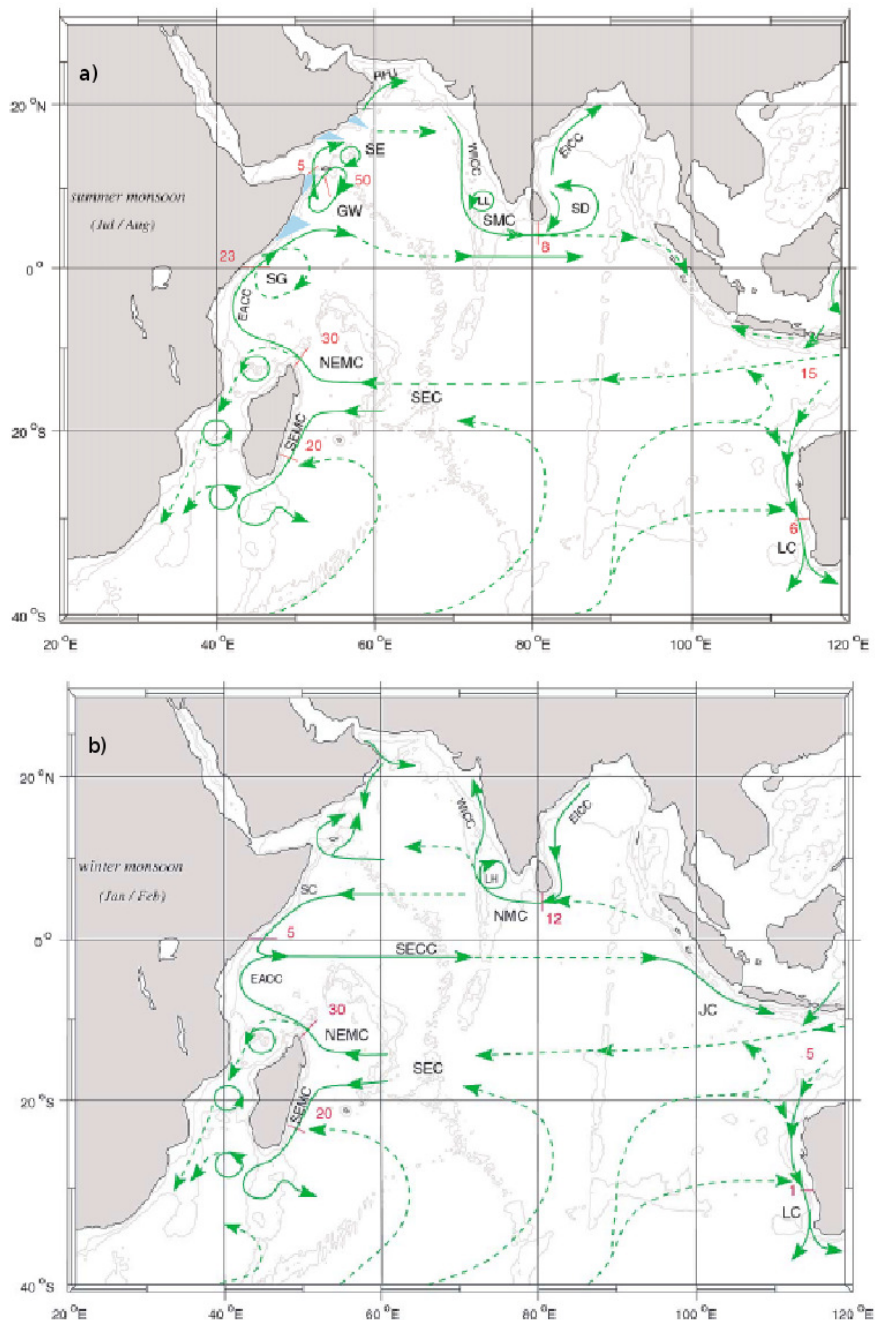 a)
20 °N
0°
20 °S
40 °S
20 °E
40 °E
60 °E
80 °E
100 °E
120 °E
summer monsoon
(Jul / Aug)
SE
5
50
GW
WICC
EICC
LL
SMC
SD
8
23
SG
EACC
30
NEMC
SEC
15
SEMC
20
6
LC
b)
20 °N
0°
20 °S
40 °S
20 °E
40 °E
60 °E
80 °E
100 °E
120 °E
winter monsoon
(Jan / Feb)
WICC
EICC
LH
SC
NMC
12
5
SECC
EACC
30
NEMC
JC
SEC
5
SEMC
20
1
LC